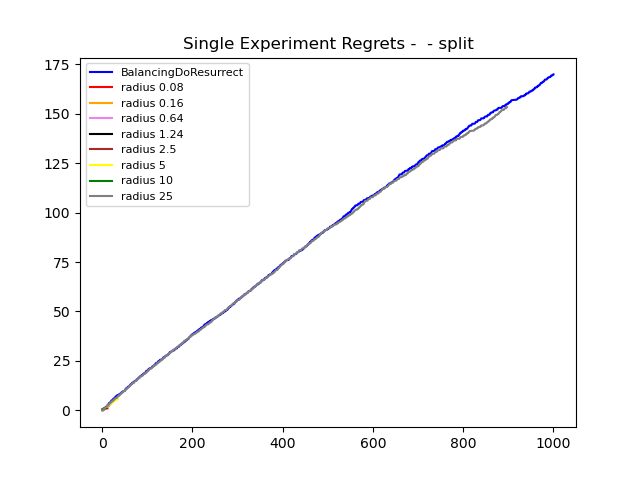 Single Experiment Regrets -  - split
175
150
125
100
75
50
25
0
BalancingDoResurrect
radius 0.08
radius 0.16
radius 0.64
radius 1.24
radius 2.5
radius 5
radius 10
radius 25
0 200 400 600 800 1000